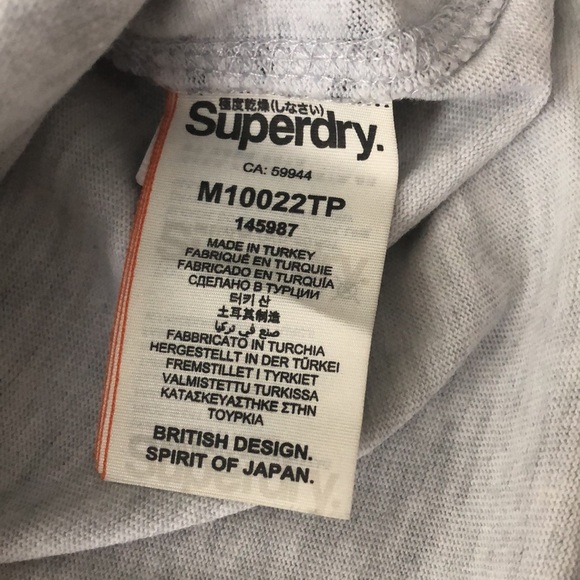 極度乾燥(しなさい)
Superdry.
CA: 59944
M10022TP
145987
MADE IN TURKEY
FABRIQUÉ EN TURQUIE
FABRICADO EN TURQUÍA
СДЕЛАНО В ТУРЦИИ
터키 산
土耳其制造
صنع في تركيا
FABBRICATO IN TURCHIA
HERGESTELLT IN DER TÜRKEI
FREMSTILLET I TYRKIET
VALMISTETTU TURKISSA
ΚΑΤΑΣΚΕΥΑΣΤΗΚΕ ΣΤΗΝ
ΤΟΥΡΚΙΑ
BRITISH DESIGN.
SPIRIT OF JAPAN.